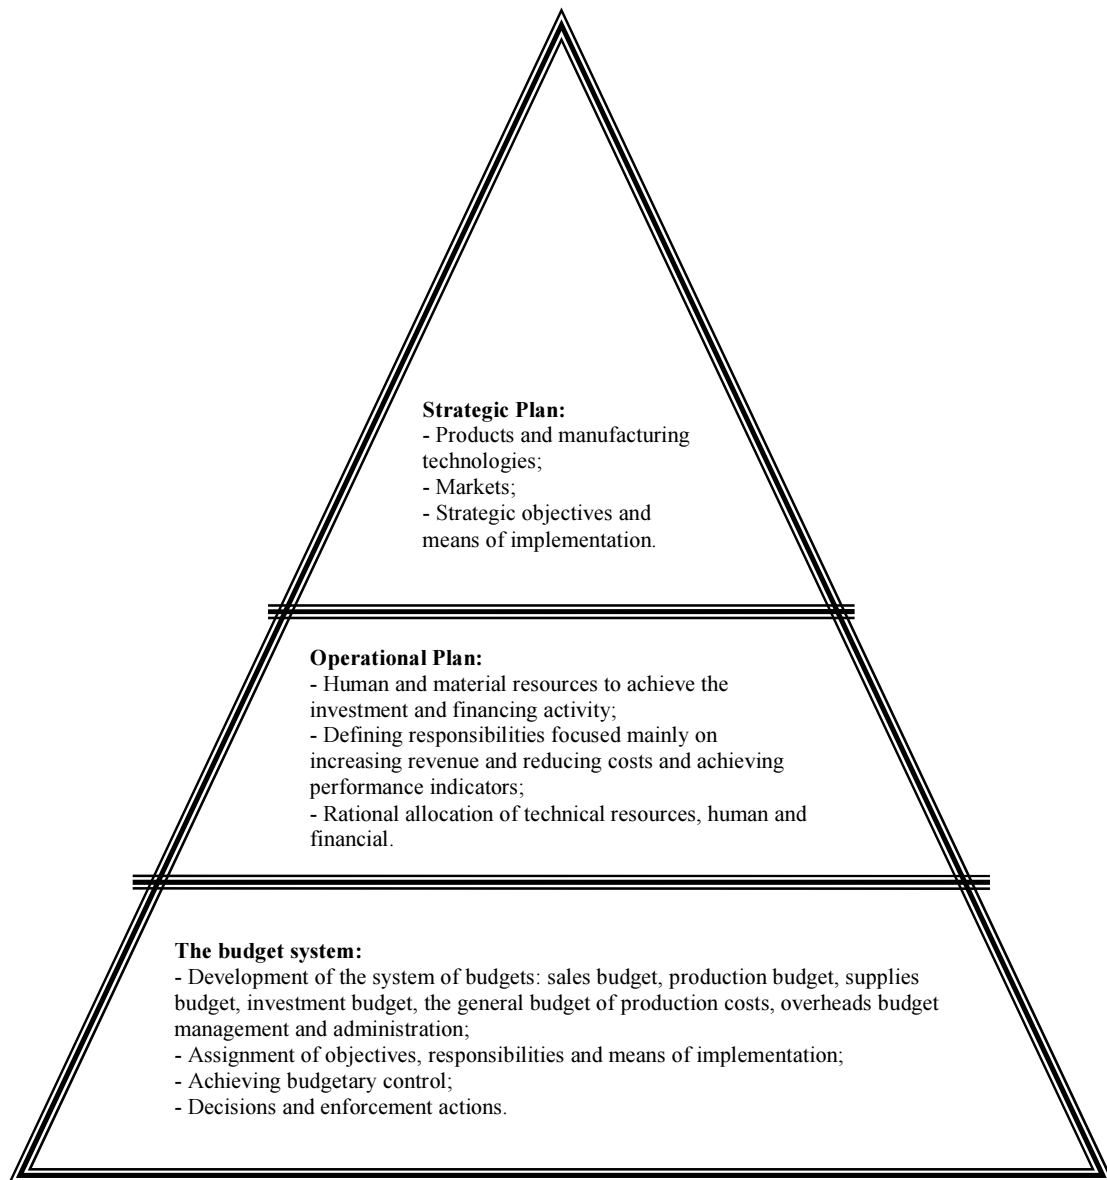 Strategic Plan:
- Products and manufacturing
technologies;
- Markets;
- Strategic objectives and
means of implementation.
Operational Plan:
- Human and material resources to achieve the
investment and financing activity;
- Defining responsibilities focused mainly on
increasing revenue and reducing costs and achieving
performance indicators;
- Rational allocation of technical resources, human and
financial.
The budget system:
- Development of the system of budgets: sales budget, production budget, supplies
budget, investment budget, the general budget of production costs, overheads budget
management and administration;
- Assignment of objectives, responsibilities and means of implementation;
- Achieving budgetary control;
- Decisions and enforcement actions.